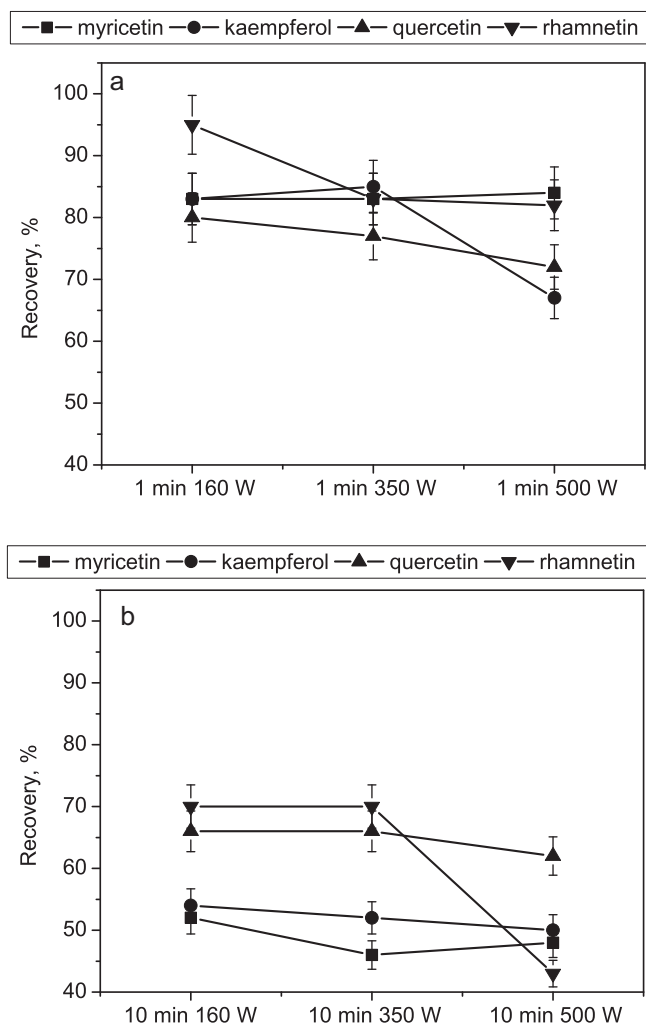 myricetin kaempferol quercetin rhamnetin
a
100
90
80
70
60
50
40
Recovery, %
1 min 160 W 1 min 350 W 1 min 500 W
myricetin kaempferol quercetin rhamnetin
b
100
90
80
70
60
50
40
Recovery, %
10 min 160 W 10 min 350 W 10 min 500 W